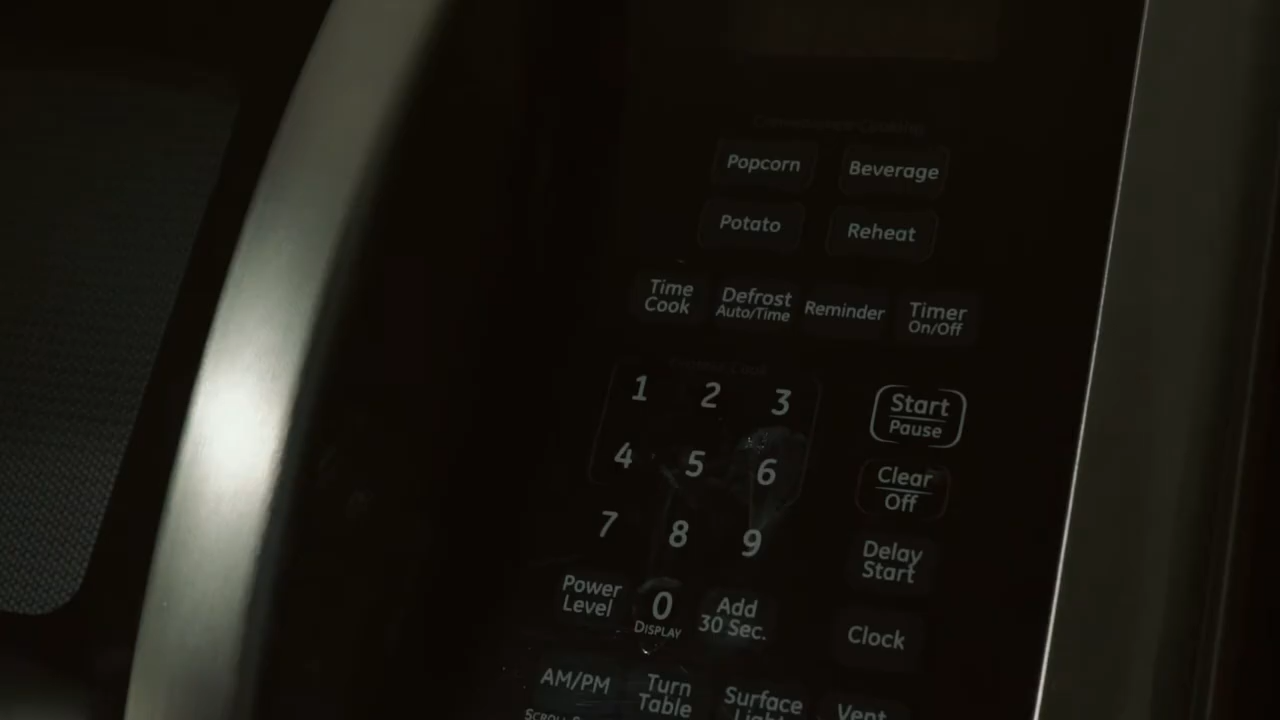 Popcorn
Beverage
Potato
Reheat
Time
Cook
Defrost
Auto/Time
Reminder
Timer
On/Off
1 2 3
Start
Pause
4 5 6
Clear
Off
7 8 9
Delay
Start
Power
Level
0
DISPLAY
Add
30 Sec.
Clock
AM/PM
Turn
Table
Surface
Light
Vent